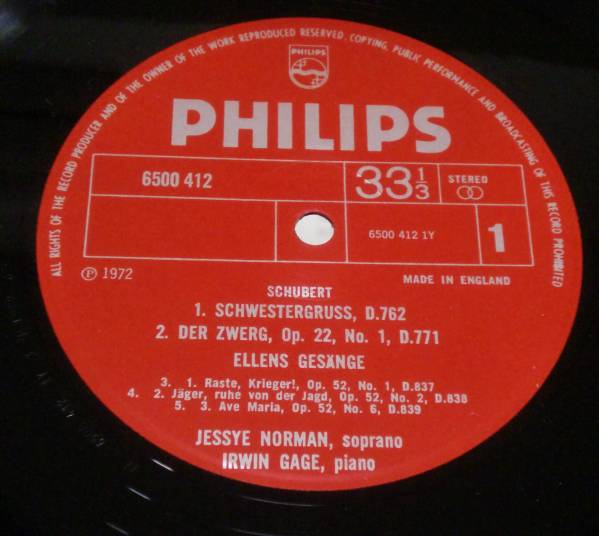 ALL RIGHTS OF THE RECORD PRODUCER AND OF THE OWNER OF THE WORK REPRODUCED RESERVED. COPYING, PUBLIC PERFORMANCE AND BROADCASTING OF THIS RECORD PROHIBITED
PHILIPS
PHILIPS
6500 412
33 1/3
STEREO
6500 412 1Y
1
℗ 1972
MADE IN ENGLAND
SCHUBERT
1. SCHWESTERGRUSS, D.762
2. DER ZWERG, Op. 22, No. 1, D.771
ELLENS GESÄNGE
3. 1. Raste, Krieger!, Op. 52, No. 1, D.837
4. 2. Jäger, ruhe von der Jagd, Op. 52, No. 2, D.838
5. 3. Ave Maria, Op. 52, No. 6, D.839
JESSYE NORMAN, soprano
IRWIN GAGE, piano